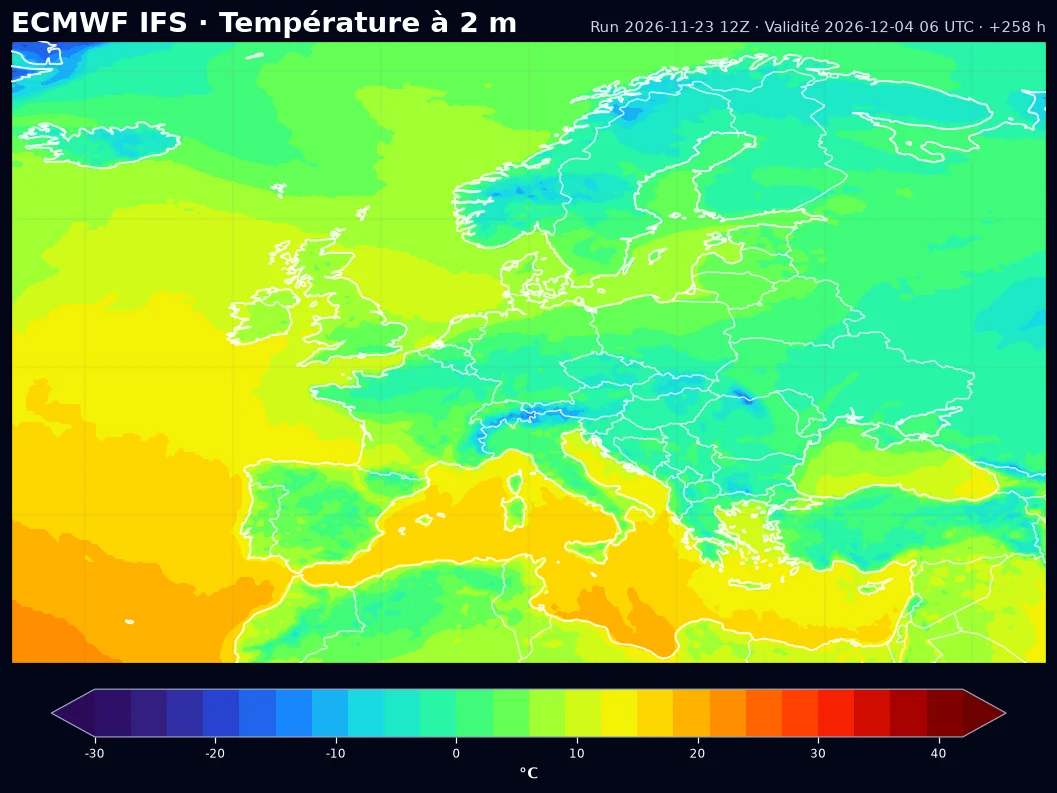 ECMWF IFS · Température à 2 m
Run 2026-11-23 12Z · Validité 2026-12-04 06 UTC · +258 h
-30 -20 -10 0 10 20 30 40
°C